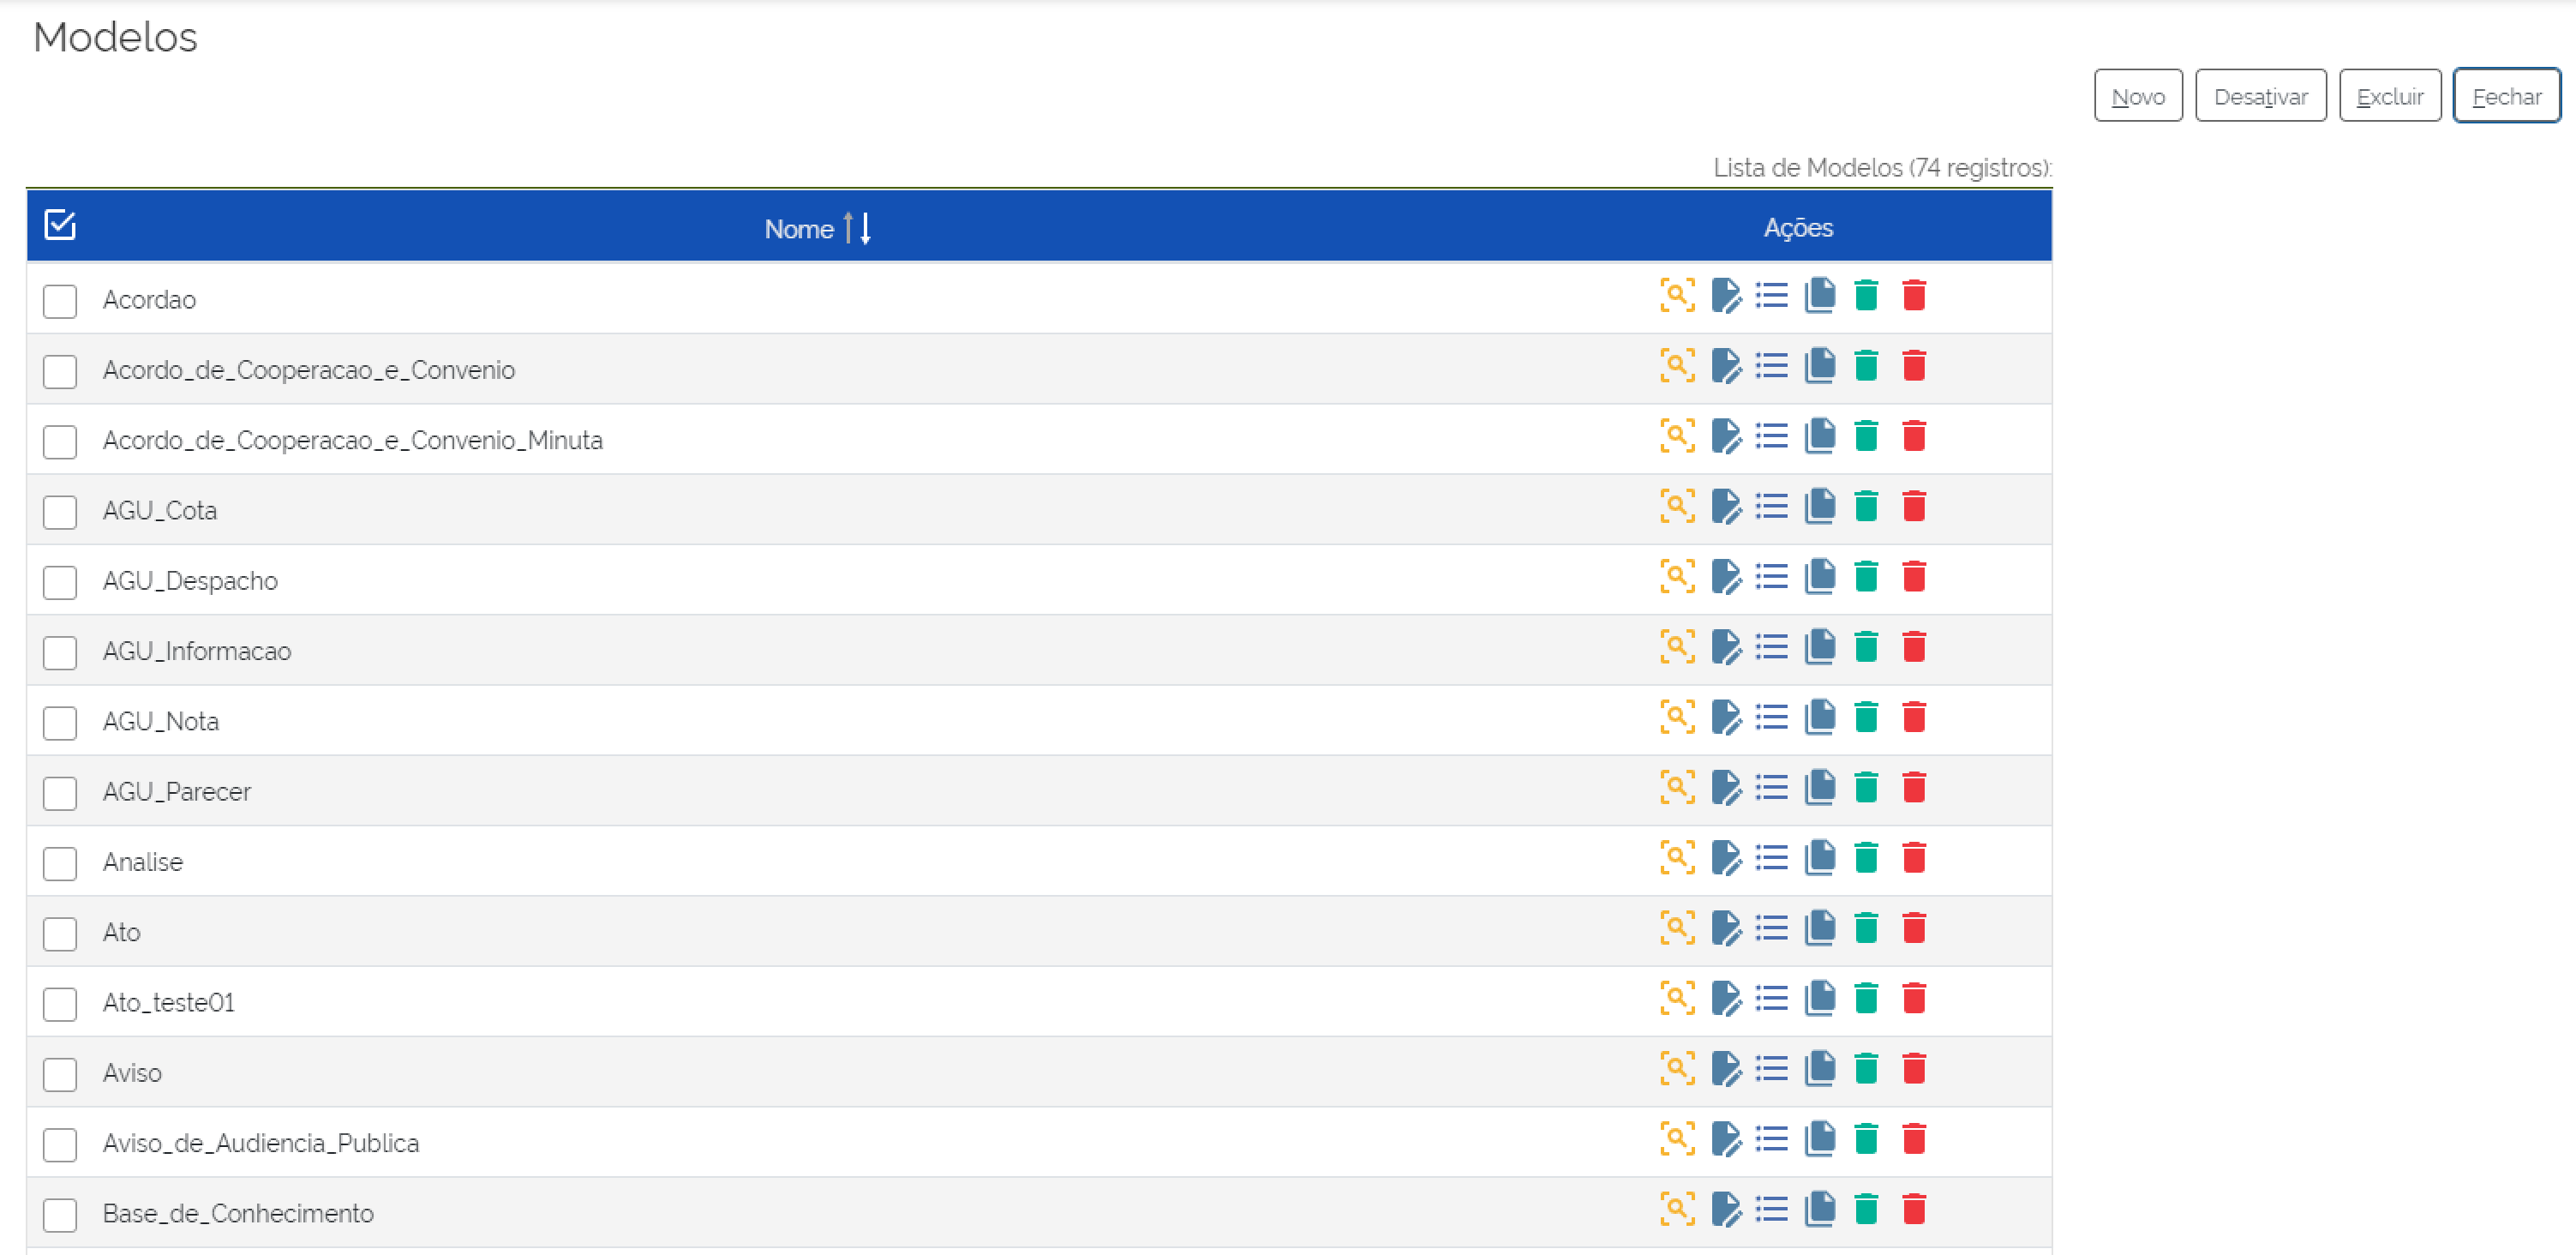 Modelos
Novo Desativar Excluir Fechar
Lista de Modelos (74 registros):
Nome Ações
Acordao
Acordo_de_Cooperacao_e_Convenio
Acordo_de_Cooperacao_e_Convenio_Minuta
AGU_Cota
AGU_Despacho
AGU_Informacao
AGU_Nota
AGU_Parecer
Analise
Ato
Ato_teste01
Aviso
Aviso_de_Audiencia_Publica
Base_de_Conhecimento